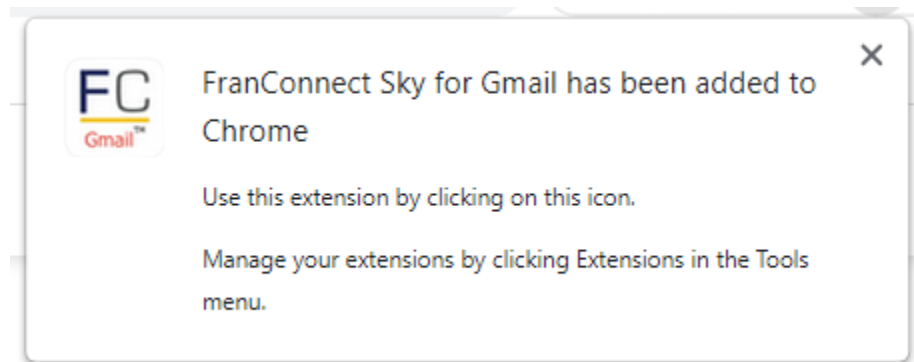 FC
Gmail™
FranConnect Sky for Gmail has been added to
Chrome
Use this extension by clicking on this icon.
Manage your extensions by clicking Extensions in the Tools
menu.